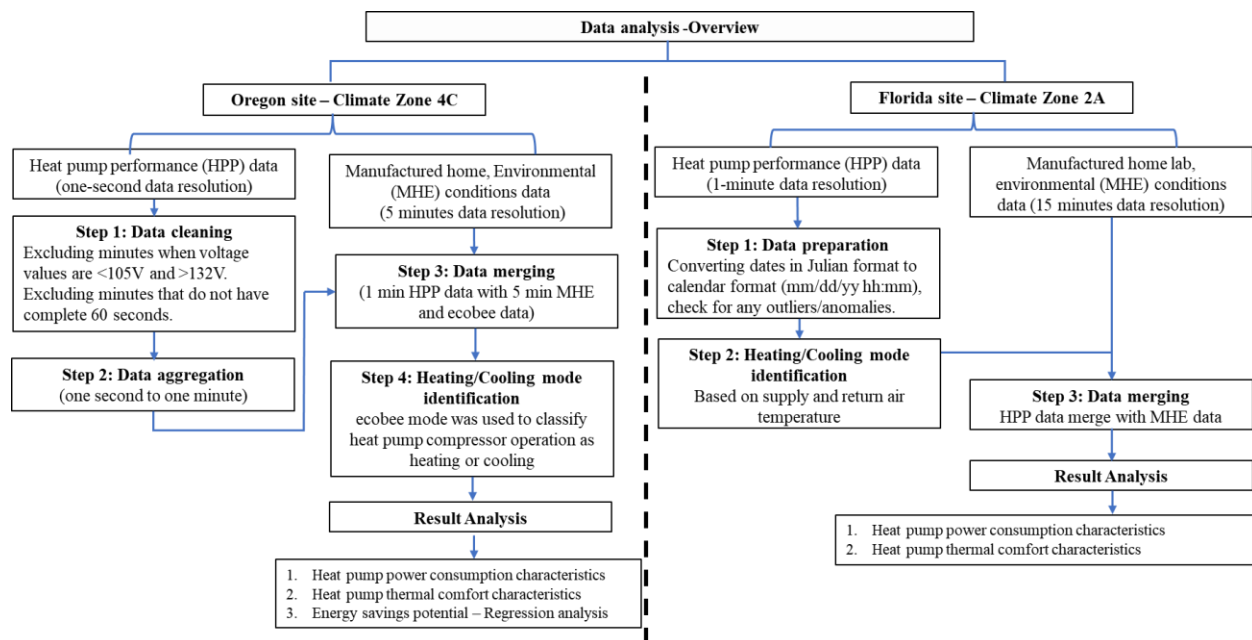 Data analysis -Overview
Oregon site – Climate Zone 4C
Heat pump performance (HPP) data
(one-second data resolution)
Step 1: Data cleaning
Excluding minutes when voltage
values are <105V and >132V.
Excluding minutes that do not have
complete 60 seconds.
Step 2: Data aggregation
(one second to one minute)
Manufactured home, Environmental
(MHE) conditions data
(5 minutes data resolution)
Step 3: Data merging
(1 min HPP data with 5 min MHE
and ecobee data)
Step 4: Heating/Cooling mode
identification
ecobee mode was used to classify
heat pump compressor operation as
heating or cooling
Result Analysis
1. Heat pump power consumption characteristics
2. Heat pump thermal comfort characteristics
3. Energy savings potential – Regression analysis
Florida site – Climate Zone 2A
Heat pump performance (HPP) data
(1-minute data resolution)
Step 1: Data preparation
Converting dates in Julian format to
calendar format (mm/dd/yy hh:mm),
check for any outliers/anomalies.
Step 2: Heating/Cooling mode
identification
Based on supply and return air
temperature
Manufactured home lab,
environmental (MHE) conditions
data (15 minutes data resolution)
Step 3: Data merging
HPP data merge with MHE data
Result Analysis
1. Heat pump power consumption characteristics
2. Heat pump thermal comfort characteristics